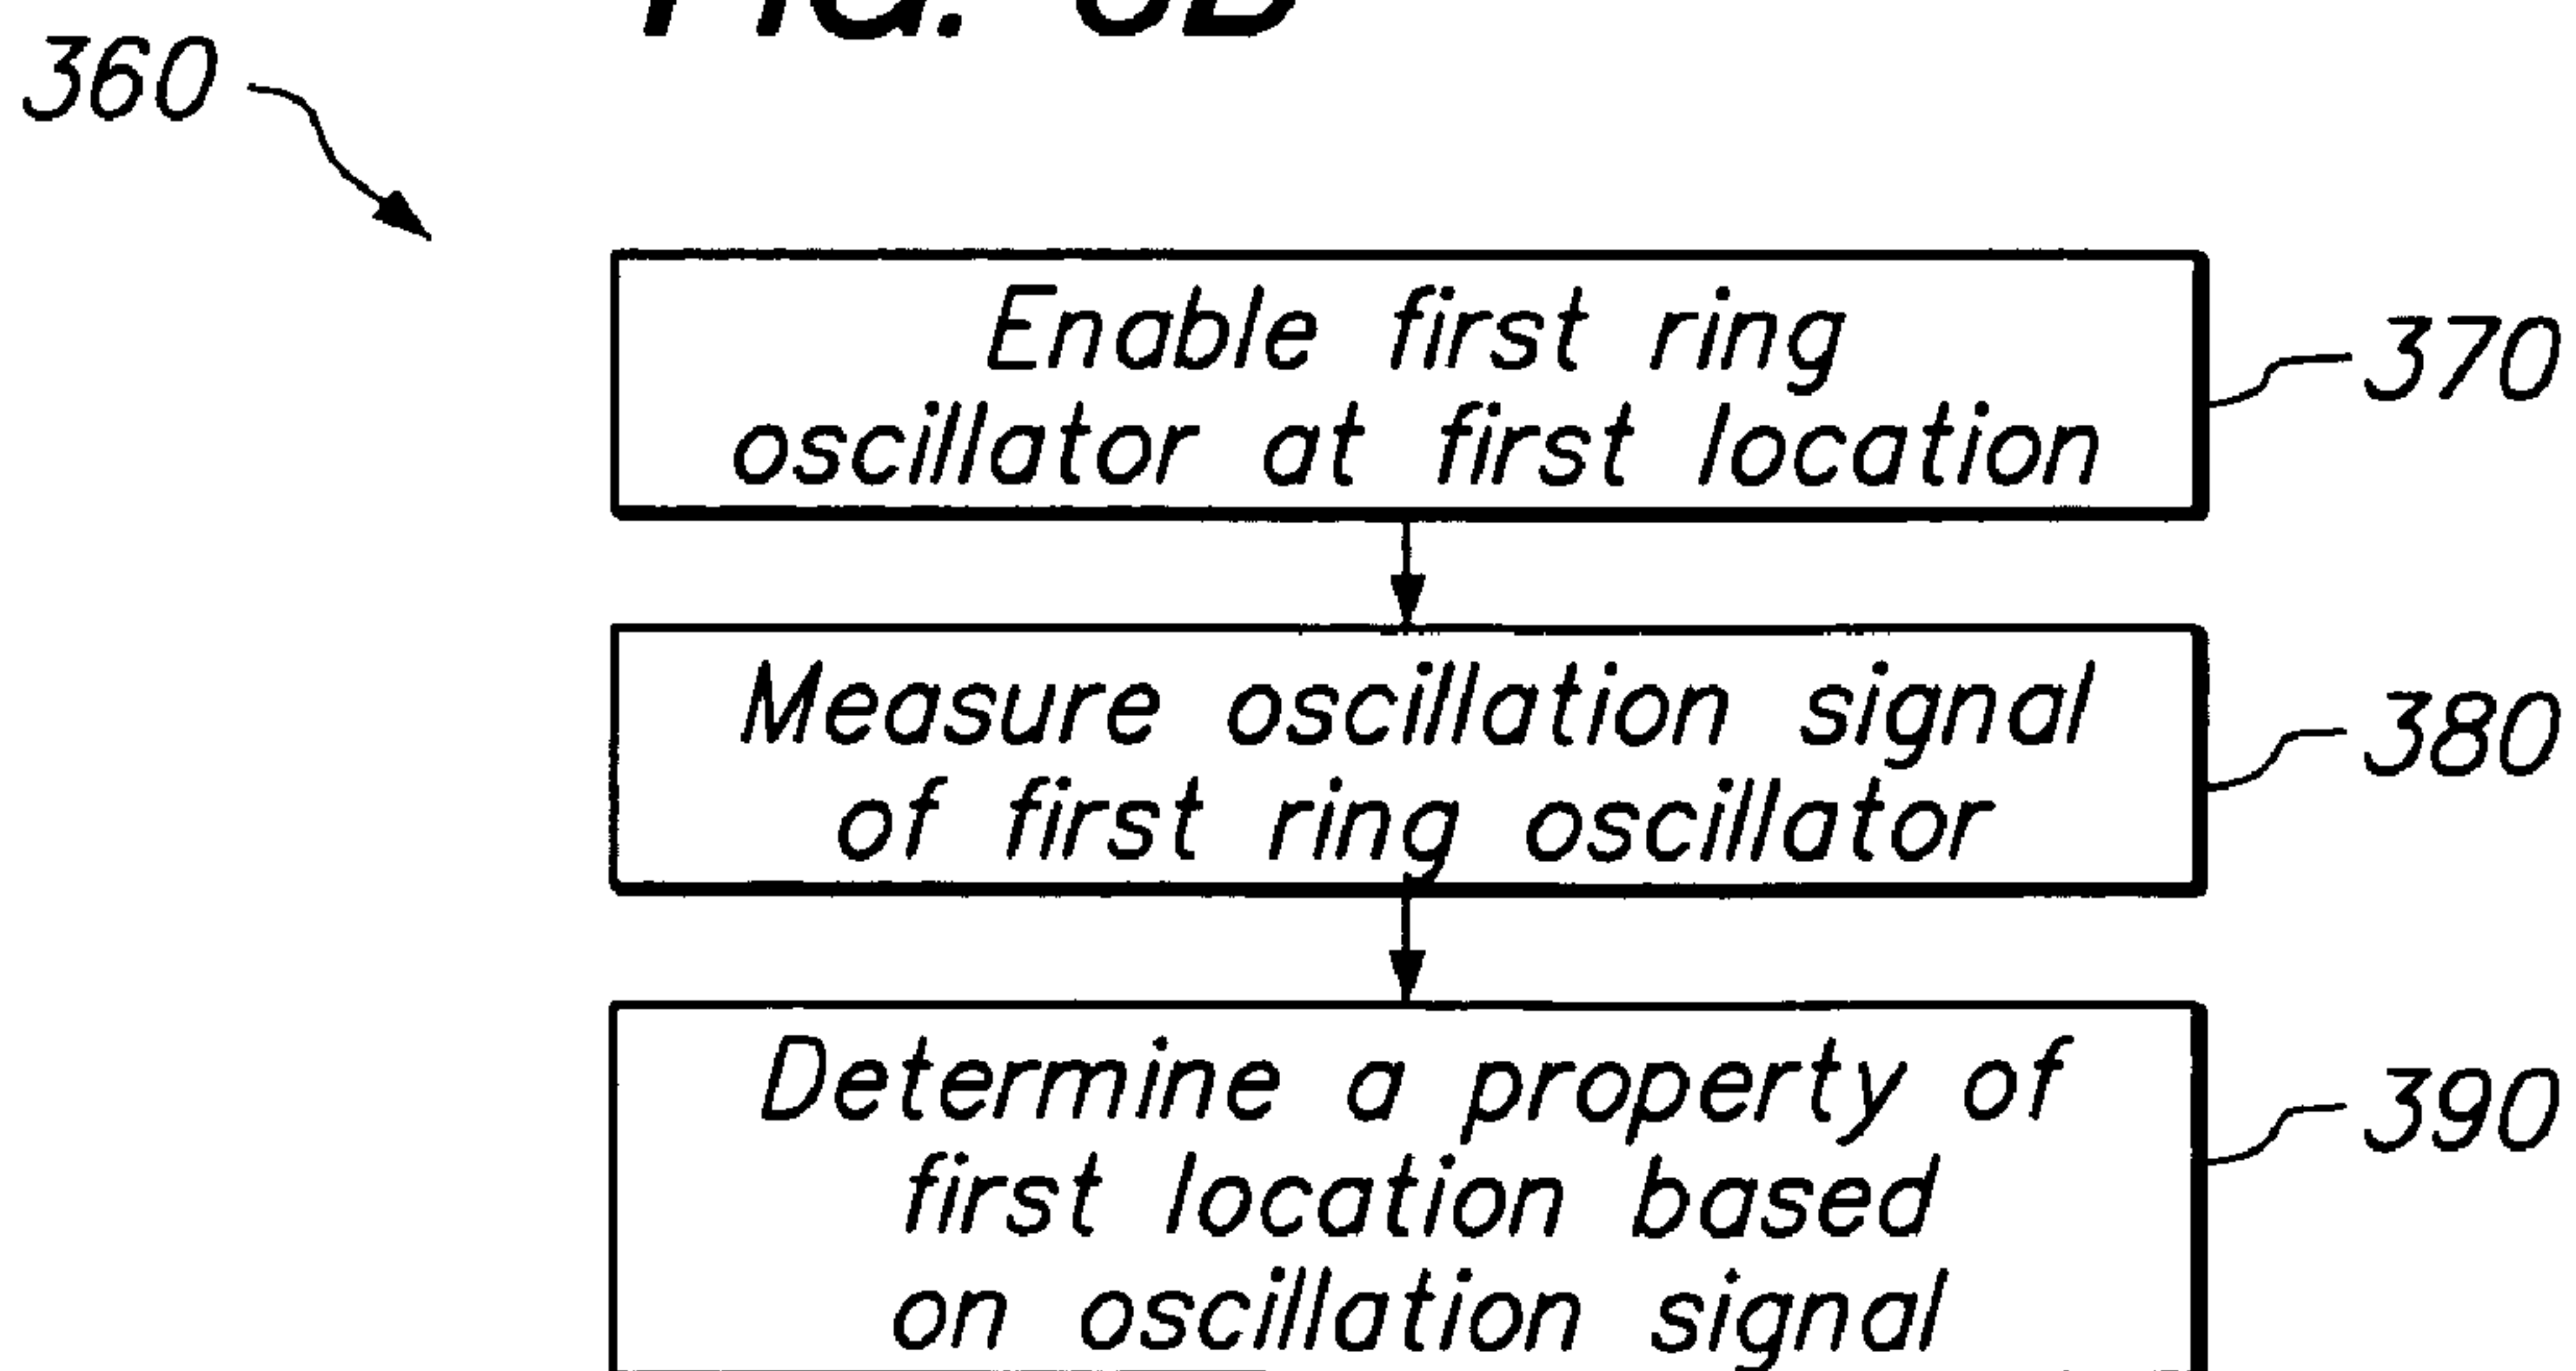 FIG.
360
Enable first ring
oscillator at first location
370
Measure oscillation signal
of first ring oscillator
380
Determine a property of
first location based
on oscillation signal
390